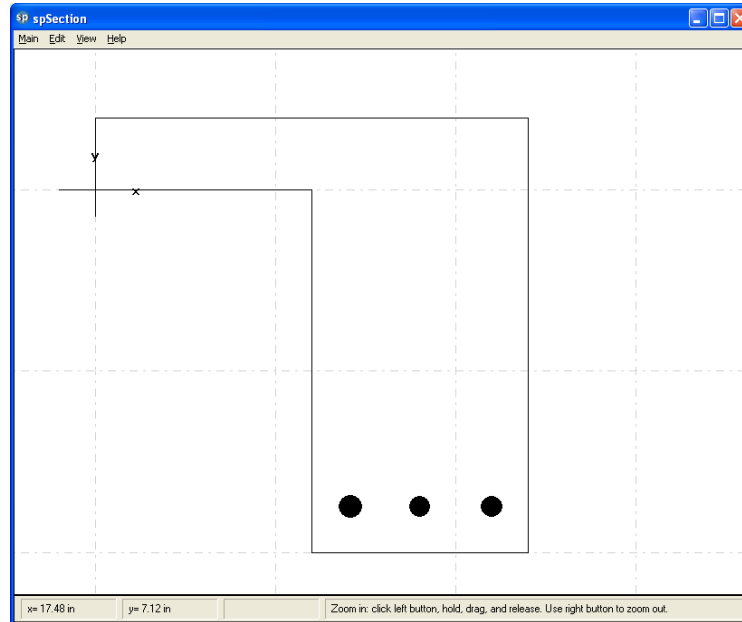 sp spSection
Main Edit View Help
y
x
x= 17.48 in y= 7.12 in Zoom in: click left button, hold, drag, and release. Use right button to zoom out.